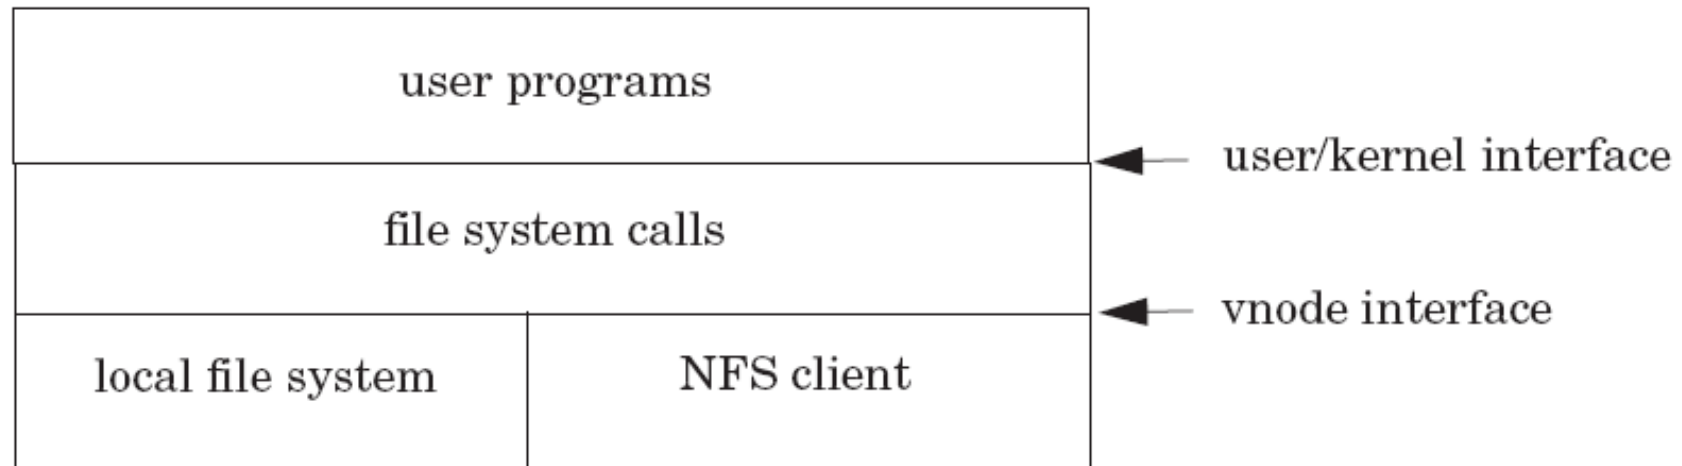 user programs
user/kernel interface
file system calls
vnode interface
local file system
NFS client